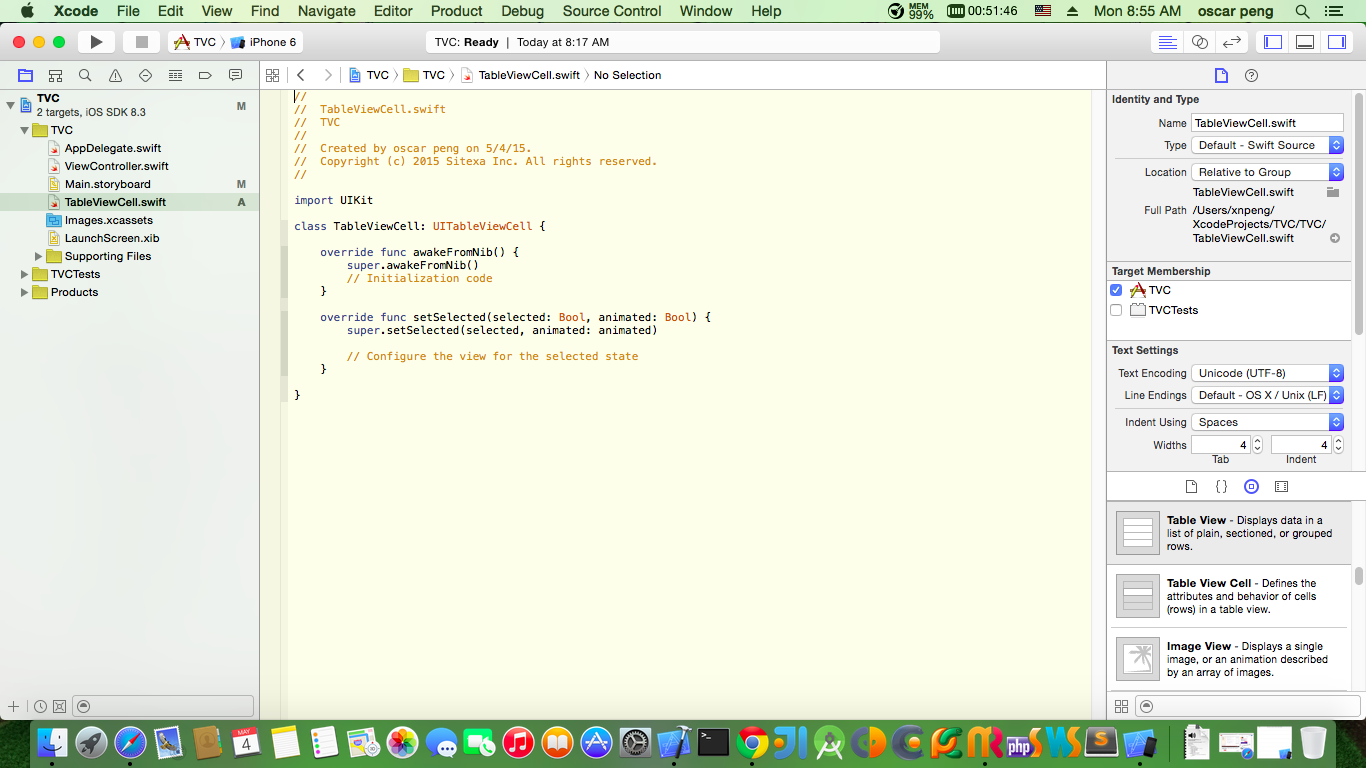 Xcode File Edit View Find Navigate Editor Product Debug Source Control Window Help MEM 99% 00:51:46 Mon 8:55 AM oscar peng
TVC iPhone 6 TVC: Ready | Today at 8:17 AM
TVC TVC TableViewCell.swift No Selection
TVC M
2 targets, iOS SDK 8.3
TVC
AppDelegate.swift
ViewController.swift
Main.storyboard M
TableViewCell.swift A
Images.xcassets
LaunchScreen.xib
Supporting Files
TVCTests
Products
//
// TableViewCell.swift
// TVC
//
// Created by oscar peng on 5/4/15.
// Copyright (c) 2015 Sitexa Inc. All rights reserved.
//
import UIKit
class TableViewCell: UITableViewCell {
override func awakeFromNib() {
super.awakeFromNib()
// Initialization code
}
override func setSelected(selected: Bool, animated: Bool) {
super.setSelected(selected, animated: animated)
// Configure the view for the selected state
}
}
Identity and Type
Name TableViewCell.swift
Type Default - Swift Source
Location Relative to Group
TableViewCell.swift
Full Path /Users/xnpeng/
XcodeProjects/TVC/TVC/
TableViewCell.swift
Target Membership
TVC
TVCTests
Text Settings
Text Encoding Unicode (UTF-8)
Line Endings Default - OS X / Unix (LF)
Indent Using Spaces
Widths 4 4
Tab Indent
{}
Table View - Displays data in a
list of plain, sectioned, or grouped
rows.
Table View Cell - Defines the
attributes and behavior of cells
(rows) in a table view.
Image View - Displays a single
image, or an animation described
by an array of images.
MAY
4
php
WS
S